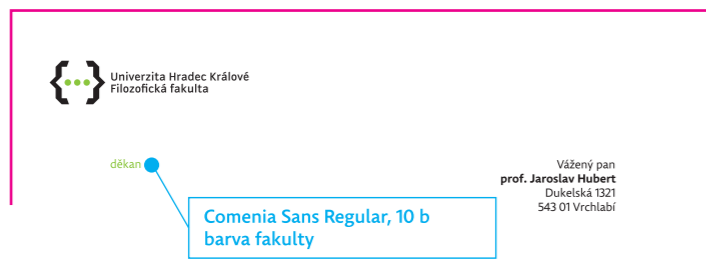 Univerzita Hradec Králové
Filozofická fakulta
děkan
Vážený pan
prof. Jaroslav Hubert
Dukelská 1321
543 01 Vrchlabí
Comenia Sans Regular, 10 b
barva fakulty